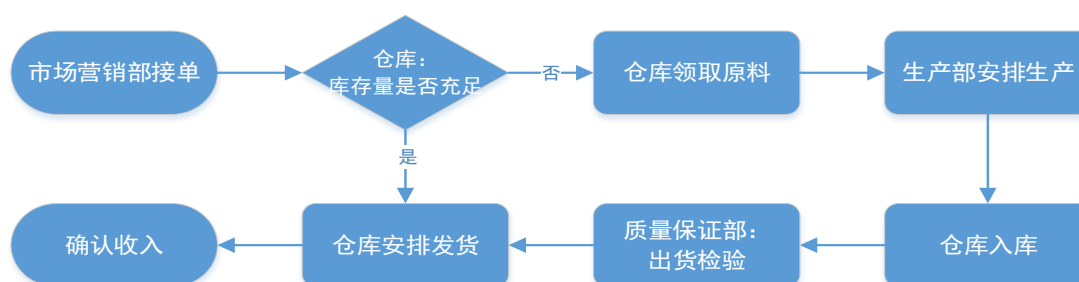 市场营销部接单
仓库：
库存量是否充足
否
仓库领取原料
生产部安排生产
是
确认收入
仓库安排发货
质量保证部：
出货检验
仓库入库